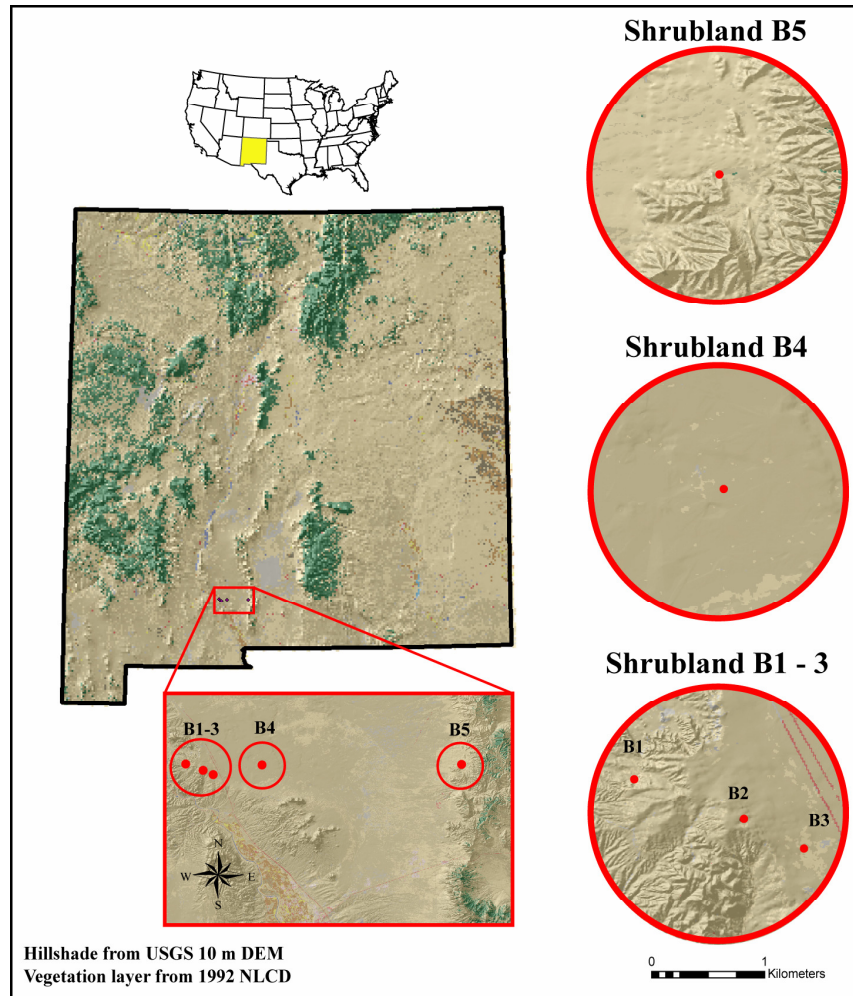 Shrubland B5
Shrubland B4
Shrubland B1 - 3
B1
B2
B3
B1-3
B4
B5
N
W
E
S
Hillshade from USGS 10 m DEM
Vegetation layer from 1992 NLCD
0
1
Kilometers